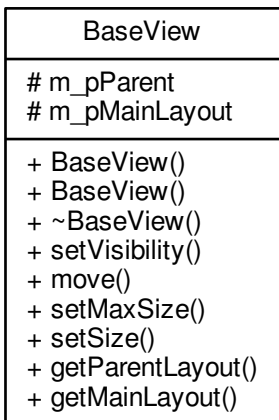 BaseView
# m_pParent
# m_pMainLayout
+ BaseView()
+ BaseView()
+ ~BaseView()
+ setVisibility()
+ move()
+ setMaxSize()
+ setSize()
+ getParentLayout()
+ getMainLayout()